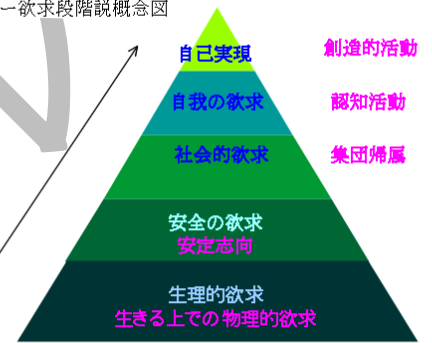 ー欲求段階説概念図
自己実現 創造的活動
自我の欲求 認知活動
社会的欲求 集団帰属
安全の欲求
安定志向
生理的欲求
生きる上での物理的欲求